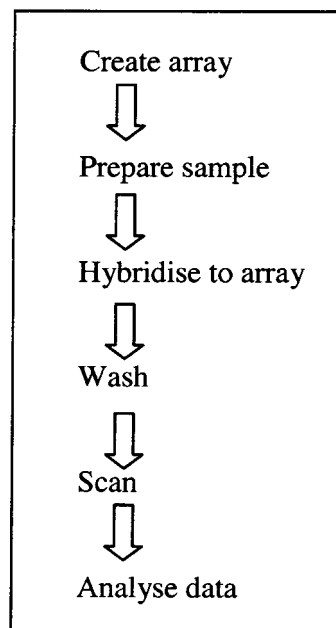 Create array
Prepare sample
Hybridise to array
Wash
Scan
Analyse data